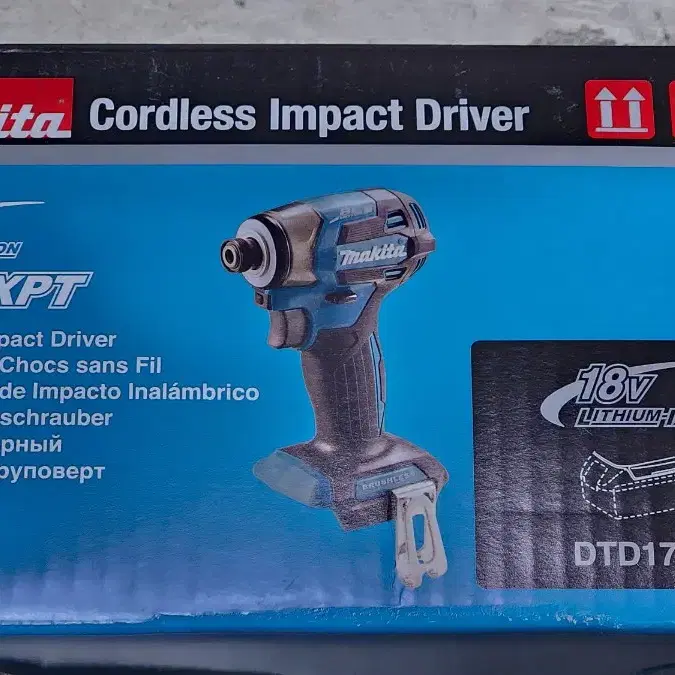 ita
Cordless Impact Driver
ON
XPT
pact Driver
Chocs sans Fil
de Impacto Inalámbrico
schrauber
рный
руповерт
makita
BRUSHLESS
18V
LITHIUM-I
DTD17